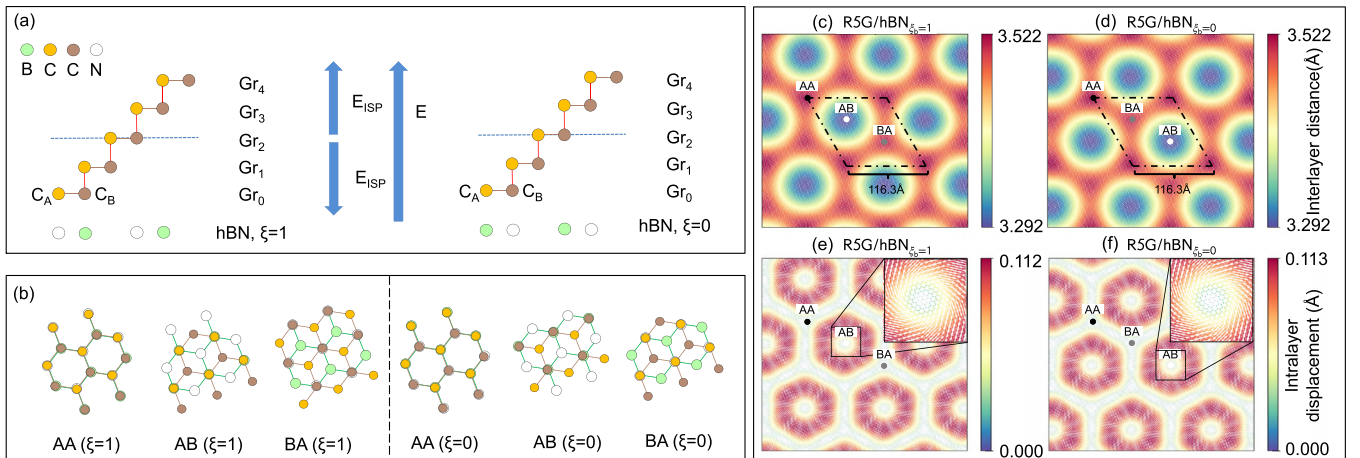 (a)
B C C N
Gr4
Gr3
Gr2
Gr1
Gr0
CA CB
hBN, ξ=1
EISP
EISP
E
Gr4
Gr3
Gr2
Gr1
Gr0
CA CB
hBN, ξ=0
(b)
AA (ξ=1) AB (ξ=1) BA (ξ=1) AA (ξ=0) AB (ξ=0) BA (ξ=0)
(c) R5G/hBNξb=1
AA
AB
BA
116.3Å
3.522
3.292
(d) R5G/hBNξb=0
AA
BA
AB
116.3Å
3.522
Interlayer distance(Å)
3.292
(e) R5G/hBNξb=1
AA
AB
BA
0.112
0.000
(f) R5G/hBNξb=0
AA
BA
AB
0.113
Intralayer
displacement (Å)
0.000